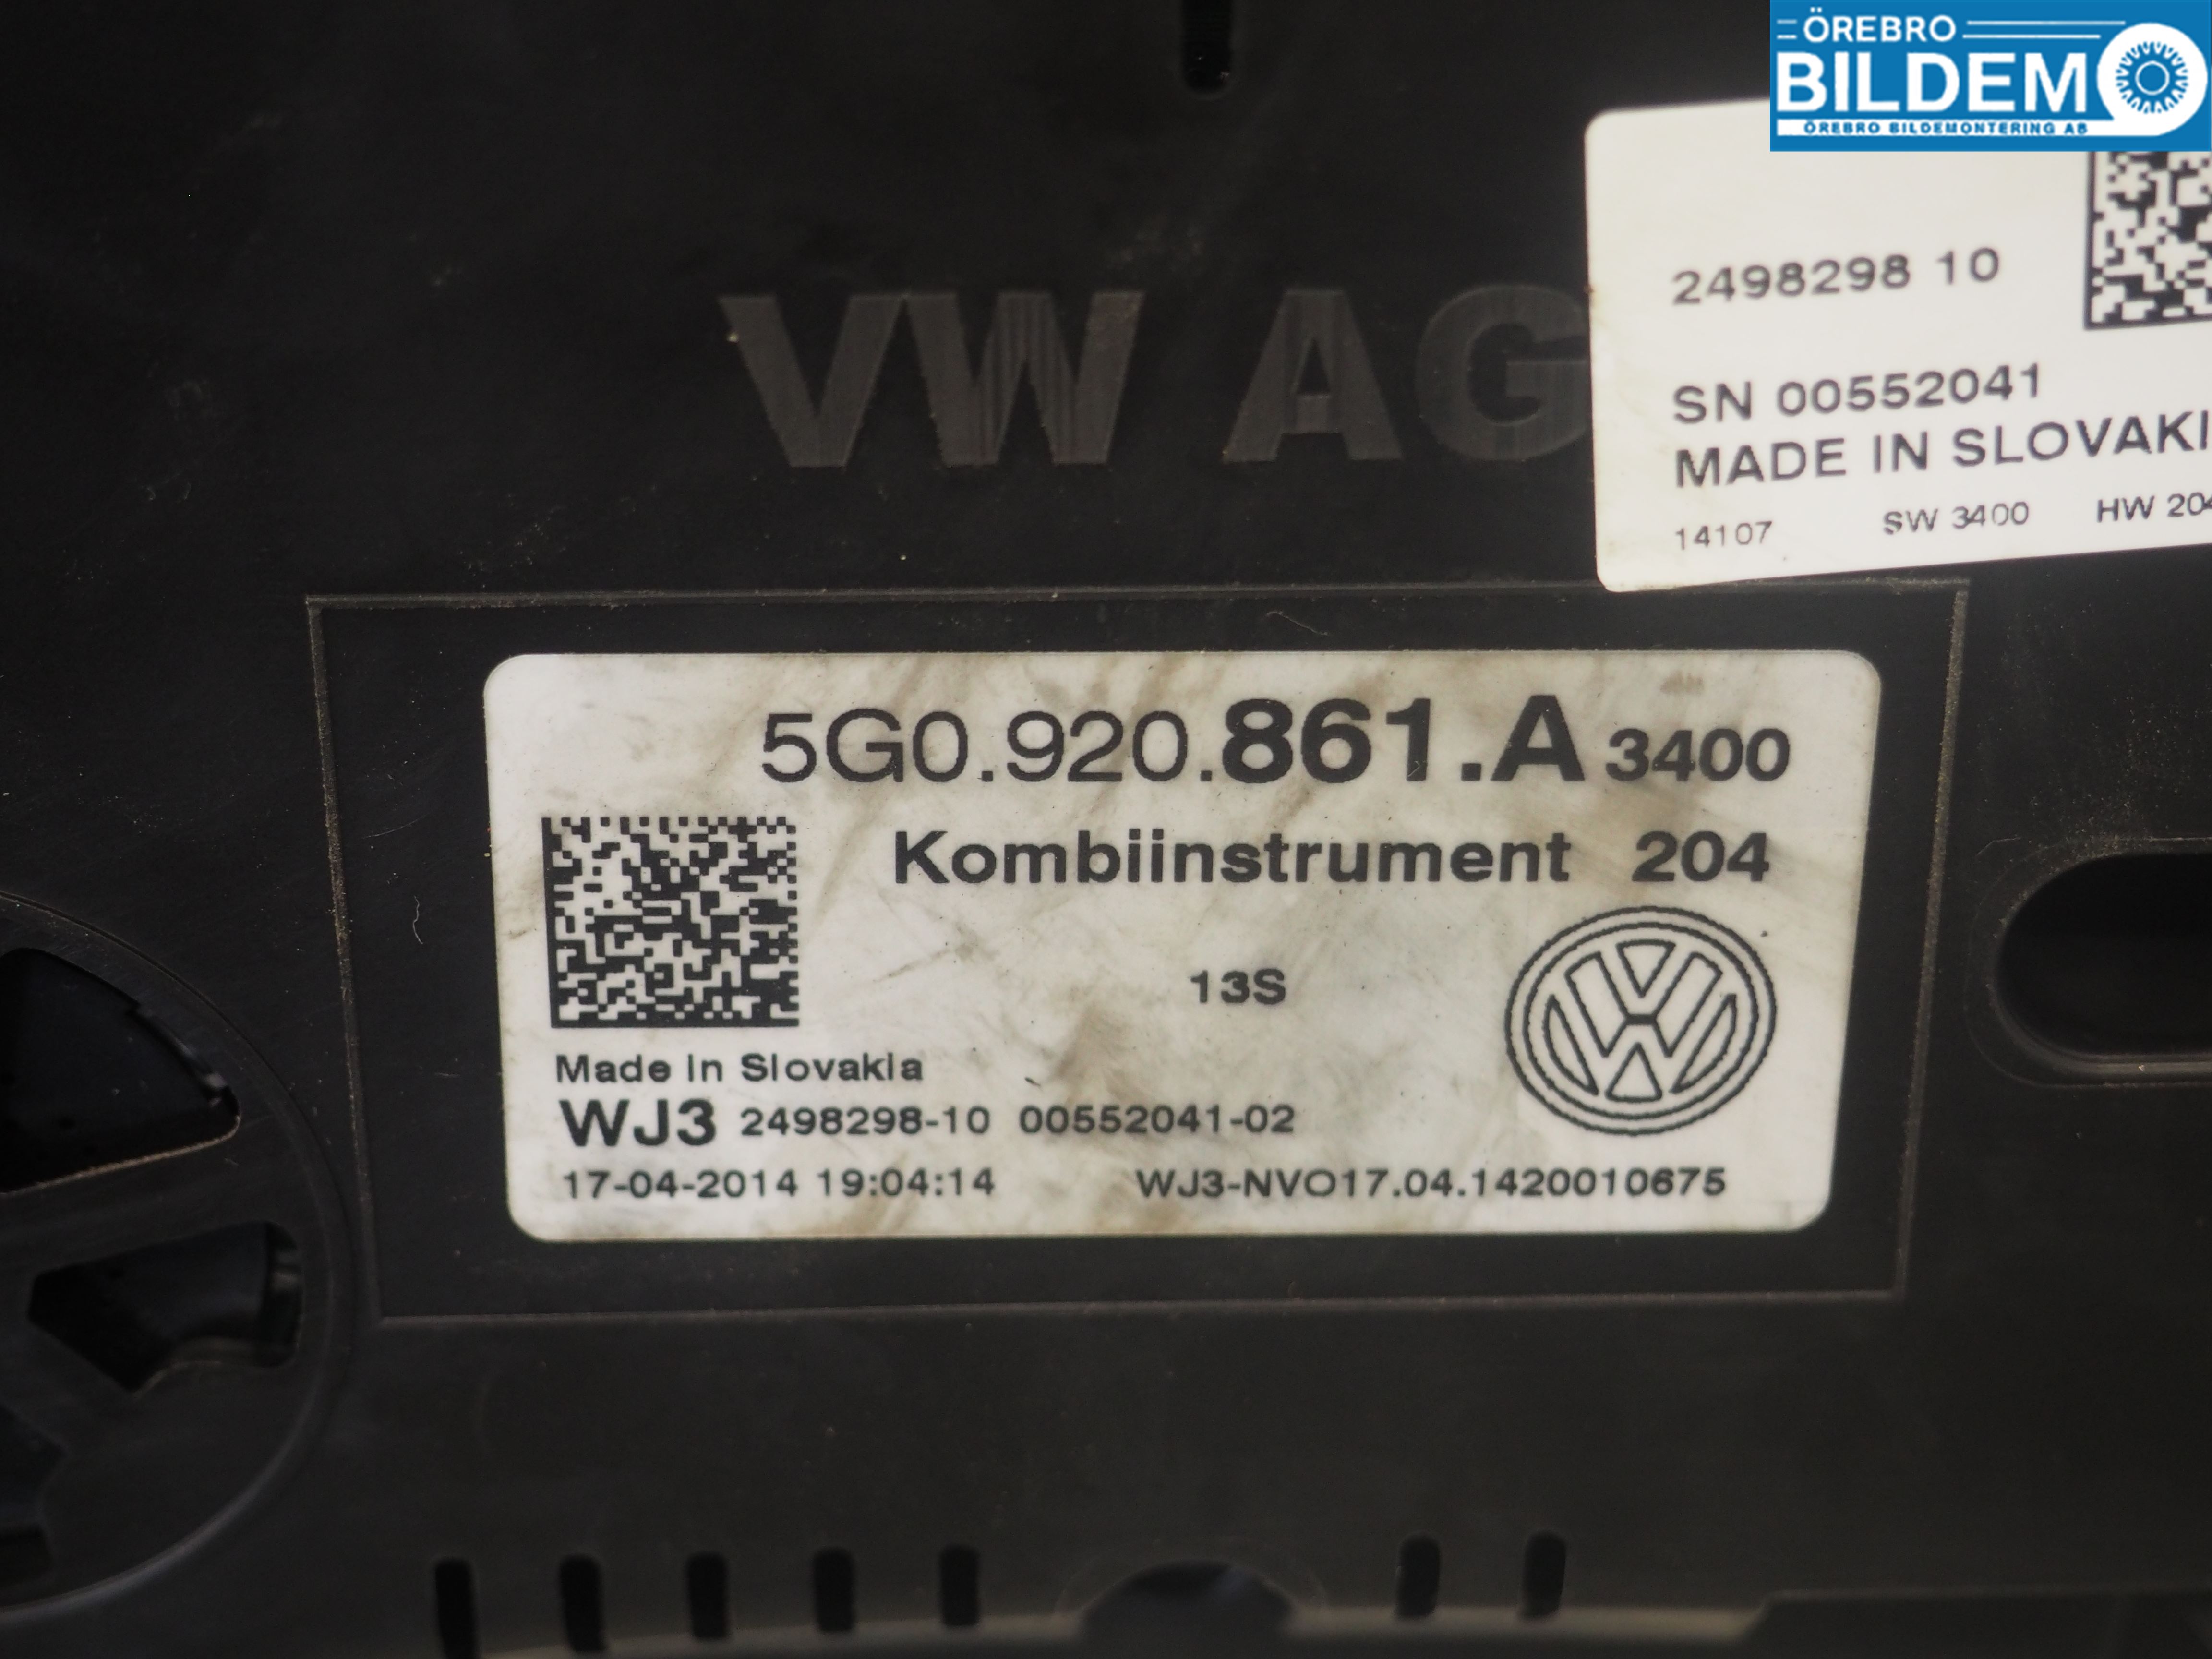 ÖREBRO
BILDEMO
ÖREBRO BILDEMONTERING AB
VW AG
2498298 10
SN 00552041
MADE IN SLOVAKI
14107 SW 3400 HW 204
5G0.920.861.A 3400
Kombiinstrument 204
13S
Made in Slovakia
WJ3 2498298-10 00552041-02
17-04-2014 19:04:14 WJ3-NVO17.04.1420010675